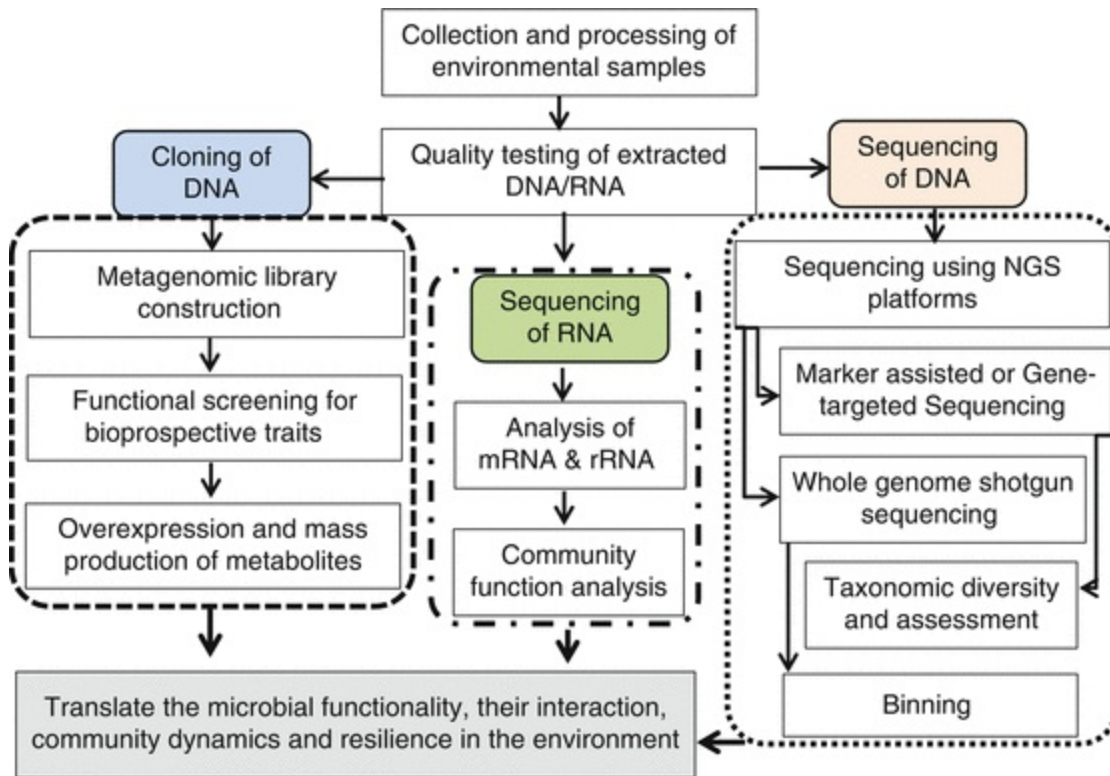 Collection and processing of
environmental samples
Cloning of
DNA
Quality testing of extracted
DNA/RNA
Sequencing
of DNA
Metagenomic library
construction
Functional screening for
bioprospective traits
Overexpression and mass
production of metabolites
Sequencing
of RNA
Analysis of
mRNA & rRNA
Community
function analysis
Sequencing using NGS
platforms
Marker assisted or Gene-
targeted Sequencing
Whole genome shotgun
sequencing
Taxonomic diversity
and assessment
Binning
Translate the microbial functionality, their interaction,
community dynamics and resilience in the environment